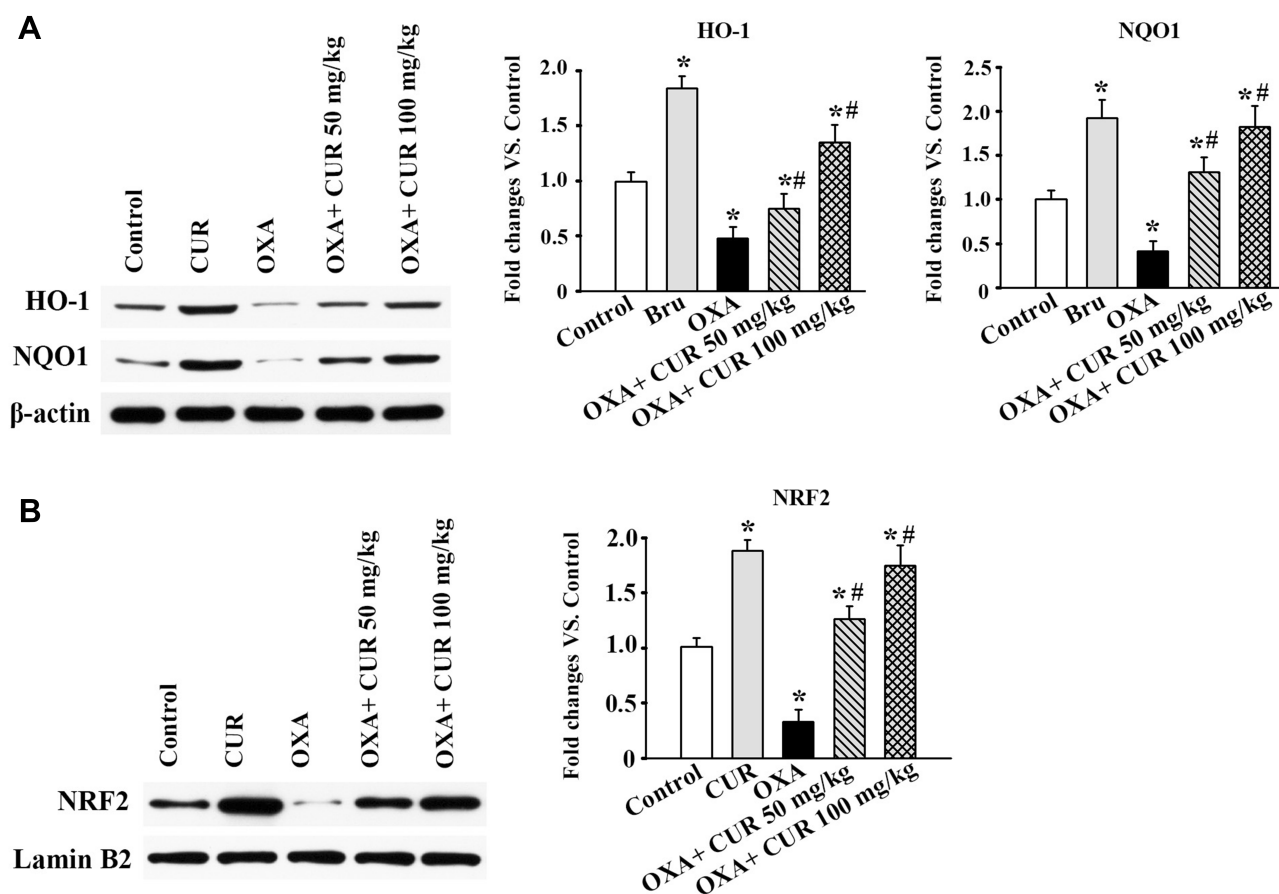 A
Control
CUR
OXA
OXA+ CUR 50 mg/kg
OXA+ CUR 100 mg/kg
HO-1
NQO1
β-actin
HO-1
Fold changes VS. Control
2.0
1.5
1.0
0.5
0
*
*
*#
*#
Control
Bru
OXA
OXA+ CUR 50 mg/kg
OXA+ CUR 100 mg/kg
NQO1
Fold changes VS. Control
2.5
2.0
1.5
1.0
0.5
0
*
*
*#
*#
Control
Bru
OXA
OXA+ CUR 50 mg/kg
OXA+ CUR 100 mg/kg
B
Control
CUR
OXA
OXA+ CUR 50 mg/kg
OXA+ CUR 100 mg/kg
NRF2
Lamin B2
NRF2
Fold changes VS. Control
2.0
1.5
1.0
0.5
0
*
*
*#
*#
Control
CUR
OXA
OXA+ CUR 50 mg/kg
OXA+ CUR 100 mg/kg